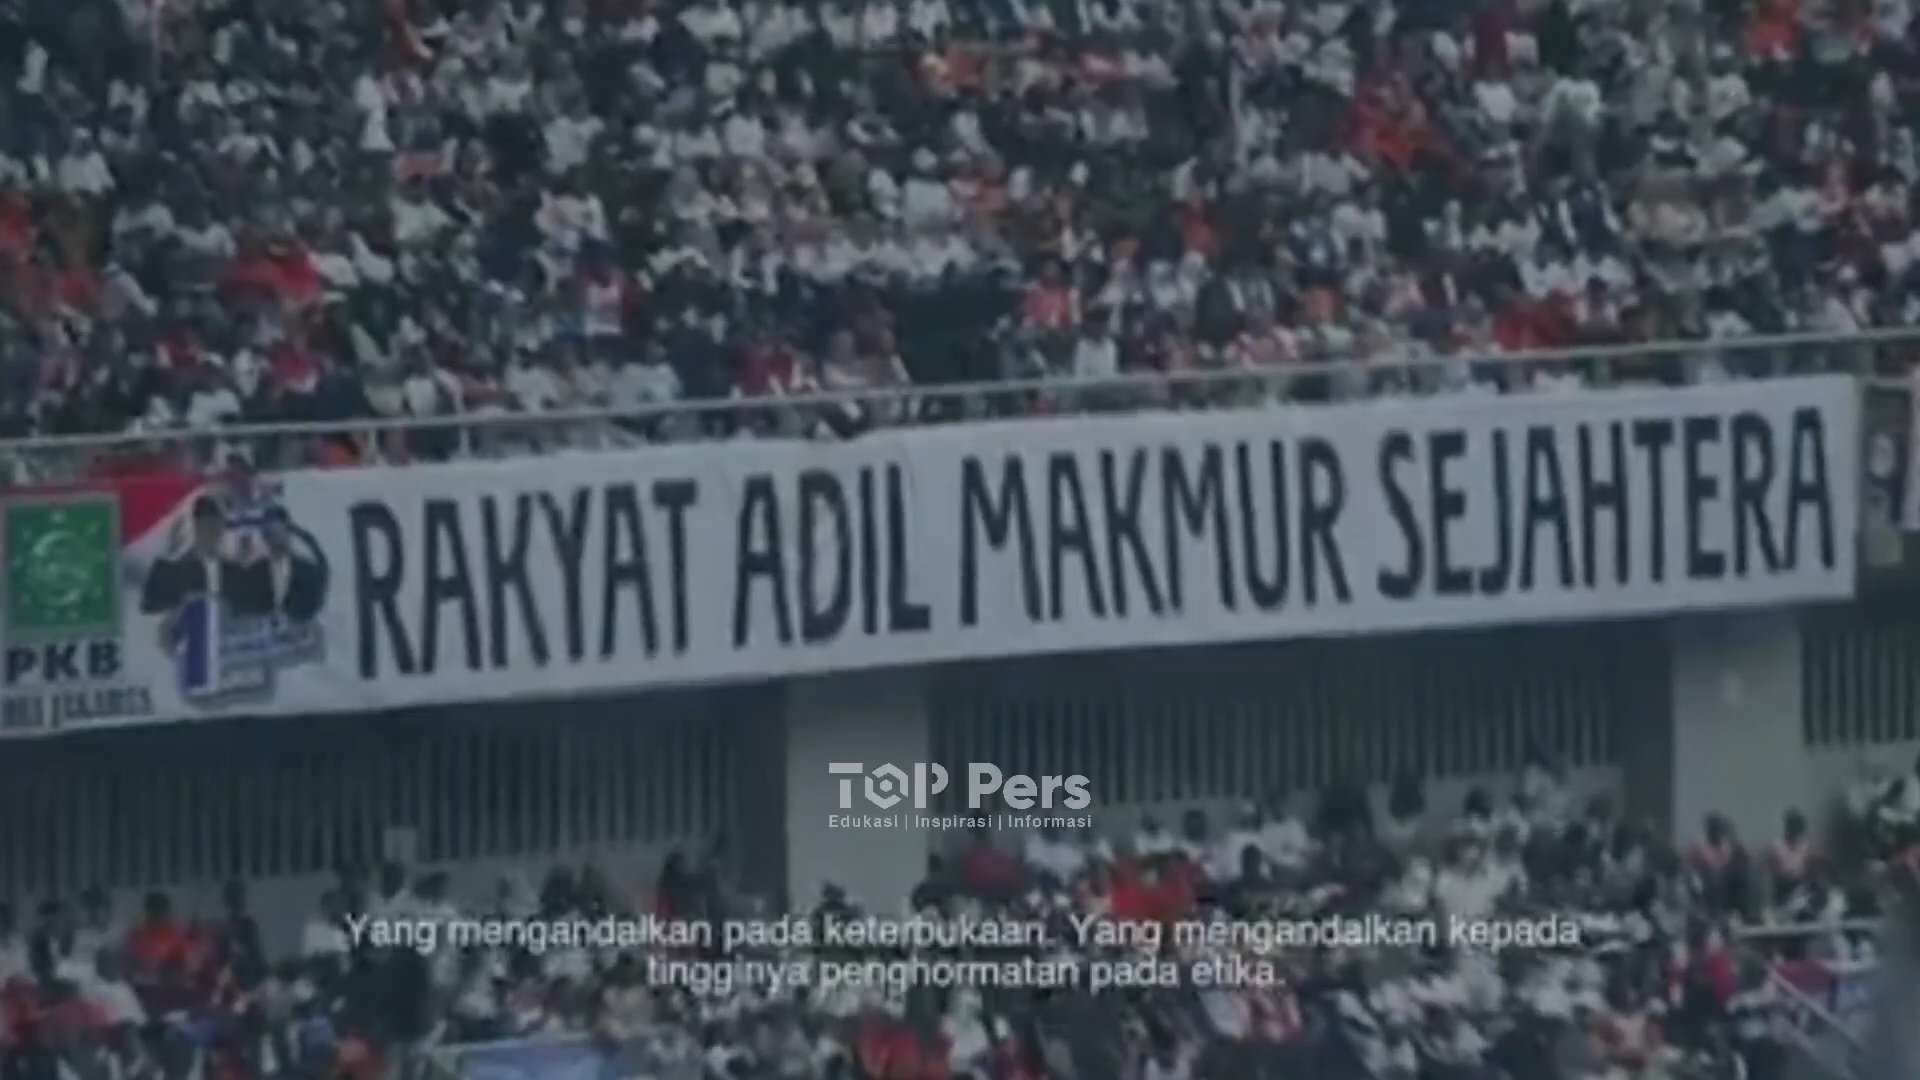 RAKYAT ADIL MAKMUR SEJAHTERA
PKB
1
TOP Pers
Edukasi | Inspirasi | Informasi
Yang mengandalkan pada keterbukaan. Yang mengandalkan kepada
tingginya penghormatan pada etika.